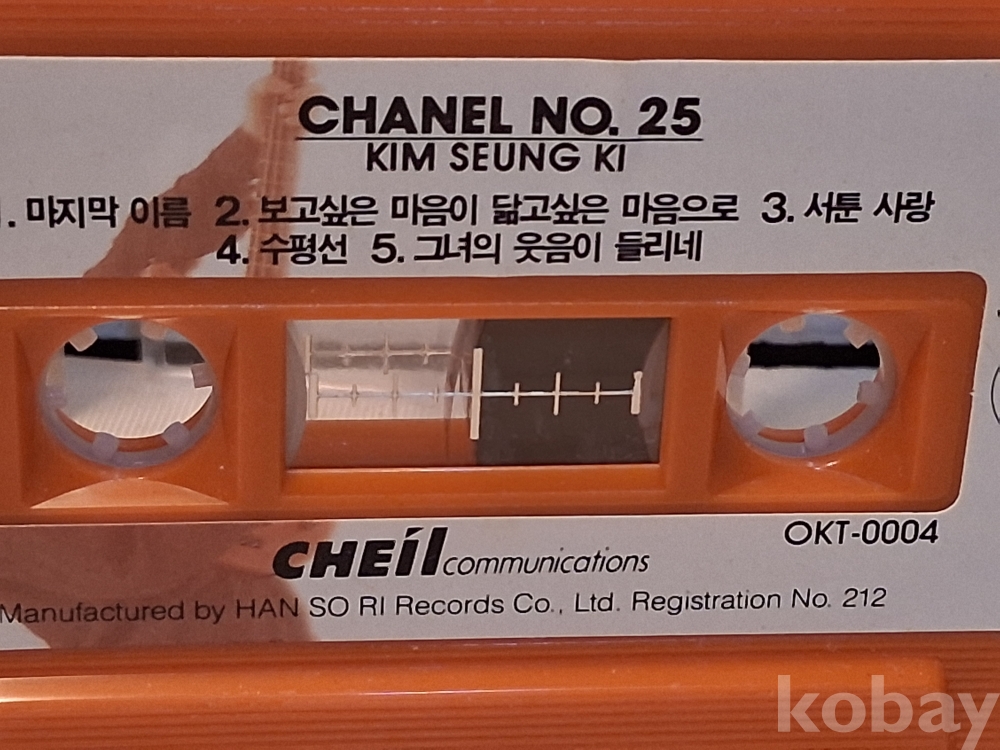 CHANEL NO. 25
KIM SEUNG KI
1. 마지막 이름 2. 보고싶은 마음이 닮고싶은 마음으로 3. 서툰 사랑
4. 수평선 5. 그녀의 웃음이 들리네
CHEíl communications
OKT-0004
Manufactured by HAN SO RI Records Co., Ltd. Registration No. 212
kobay